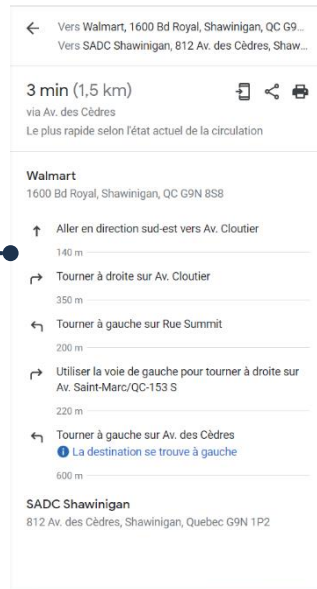 Vers Walmart, 1600 Bd Royal, Shawinigan, QC G9...
Vers SADC Shawinigan, 812 Av. des Cèdres, Shaw...
3 min (1,5 km)
via Av. des Cèdres
Le plus rapide selon l'état actuel de la circulation
Walmart
1600 Bd Royal, Shawinigan, QC G9N 8S8
Aller en direction sud-est vers Av. Cloutier
140 m
Tourner à droite sur Av. Cloutier
350 m
Tourner à gauche sur Rue Summit
200 m
Utiliser la voie de gauche pour tourner à droite sur
Av. Saint-Marc/QC-153 S
220 m
Tourner à gauche sur Av. des Cèdres
La destination se trouve à gauche
600 m
SADC Shawinigan
812 Av. des Cèdres, Shawinigan, Quebec G9N 1P2